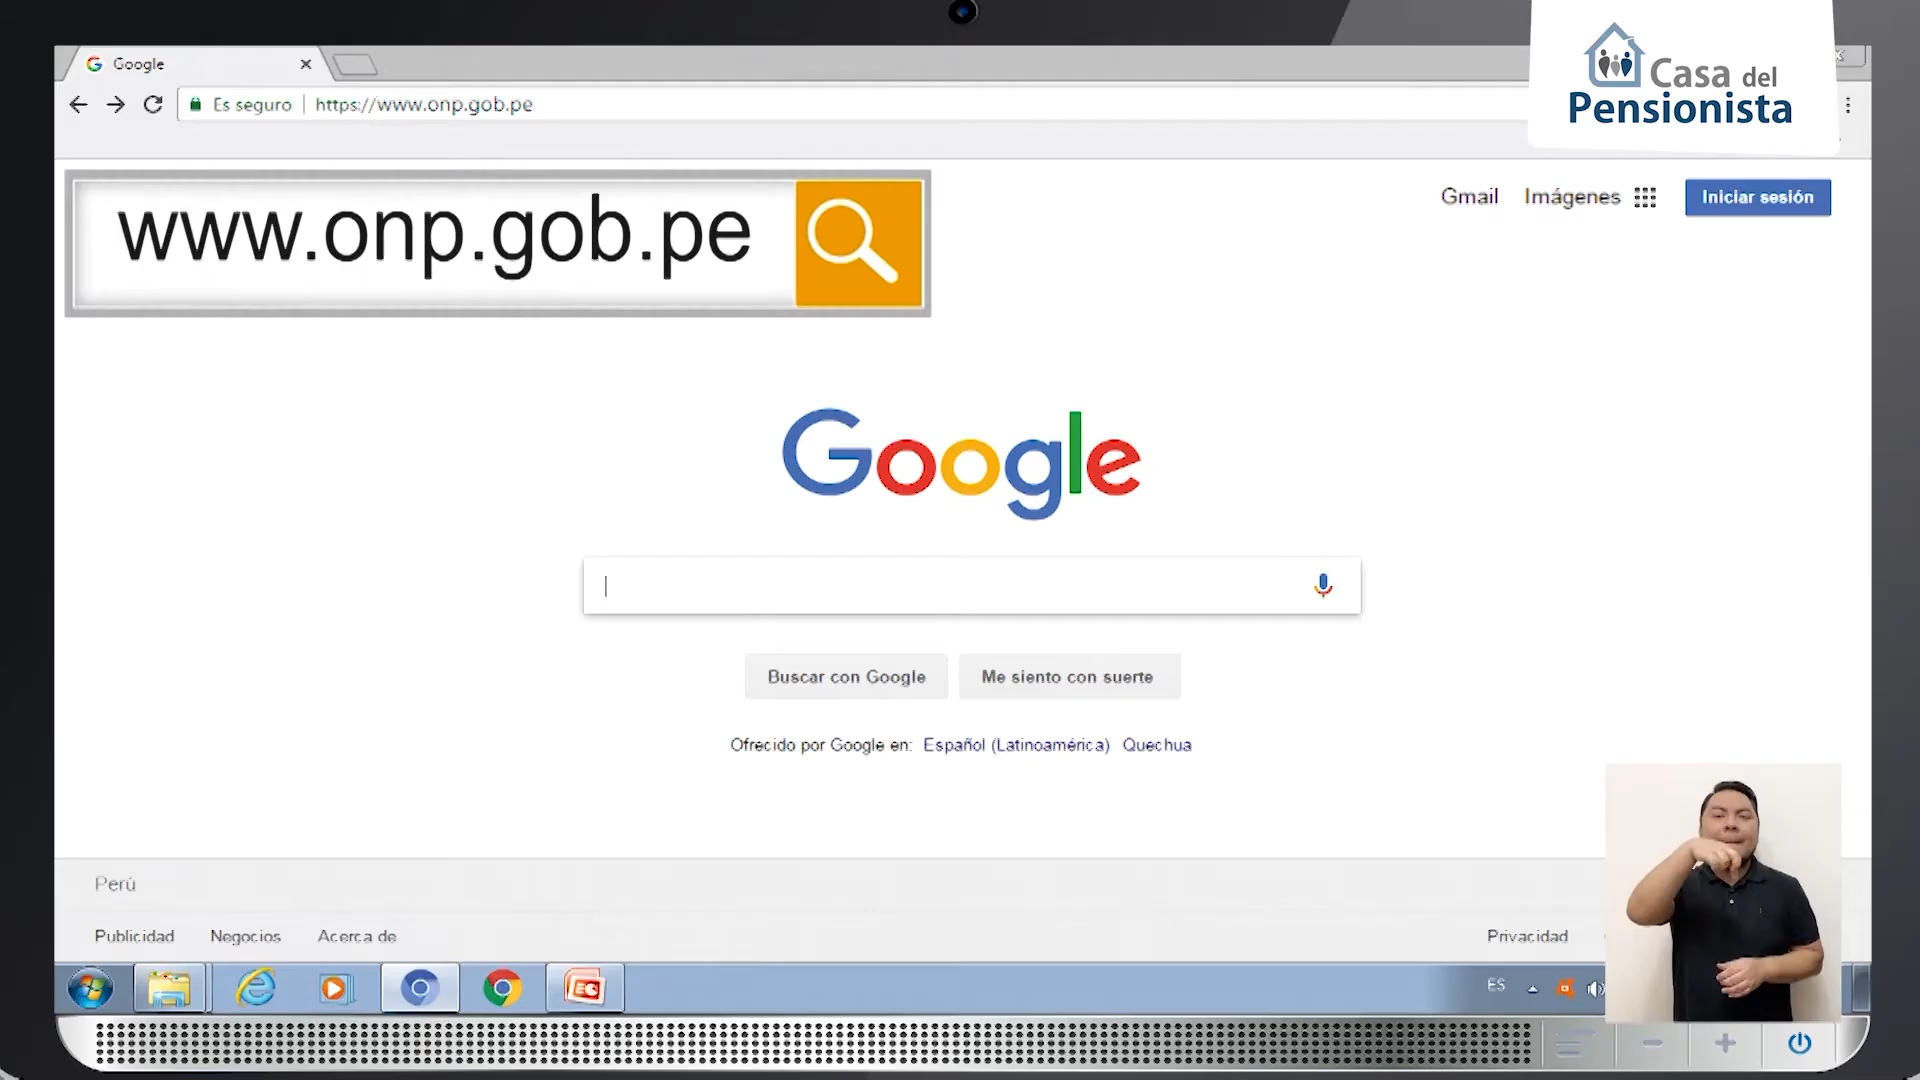 Google
Casa del
Pensionista
Es seguro
https://www.onp.gob.pe
www.onp.gob.pe
Gmail
Imágenes
Iniciar sesión
Google
Buscar con Google
Me siento con suerte
Ofrecido por Google en: Español (Latinoamérica) Quechua
Perú
Publicidad
Negocios
Acerca de
Privacidad
ES